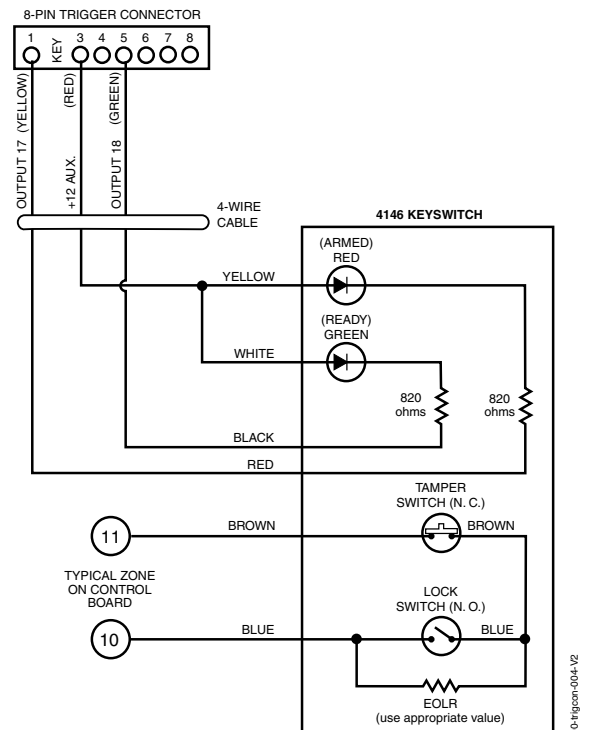 8-PIN TRIGGER CONNECTOR
1 KEY 3 4 5 6 7 8
OUTPUT 17 (YELLOW)
+12 AUX. (RED)
OUTPUT 18 (GREEN)
4-WIRE
CABLE
4146 KEYSWITCH
(ARMED)
RED
YELLOW
(READY)
GREEN
WHITE
820
ohms
820
ohms
BLACK
RED
TAMPER
SWITCH (N. C.)
BROWN
BROWN
11
TYPICAL ZONE
ON CONTROL
BOARD
LOCK
SWITCH (N. O.)
10
BLUE
BLUE
EOLR
(use appropriate value)
0-trigcon-004-V2